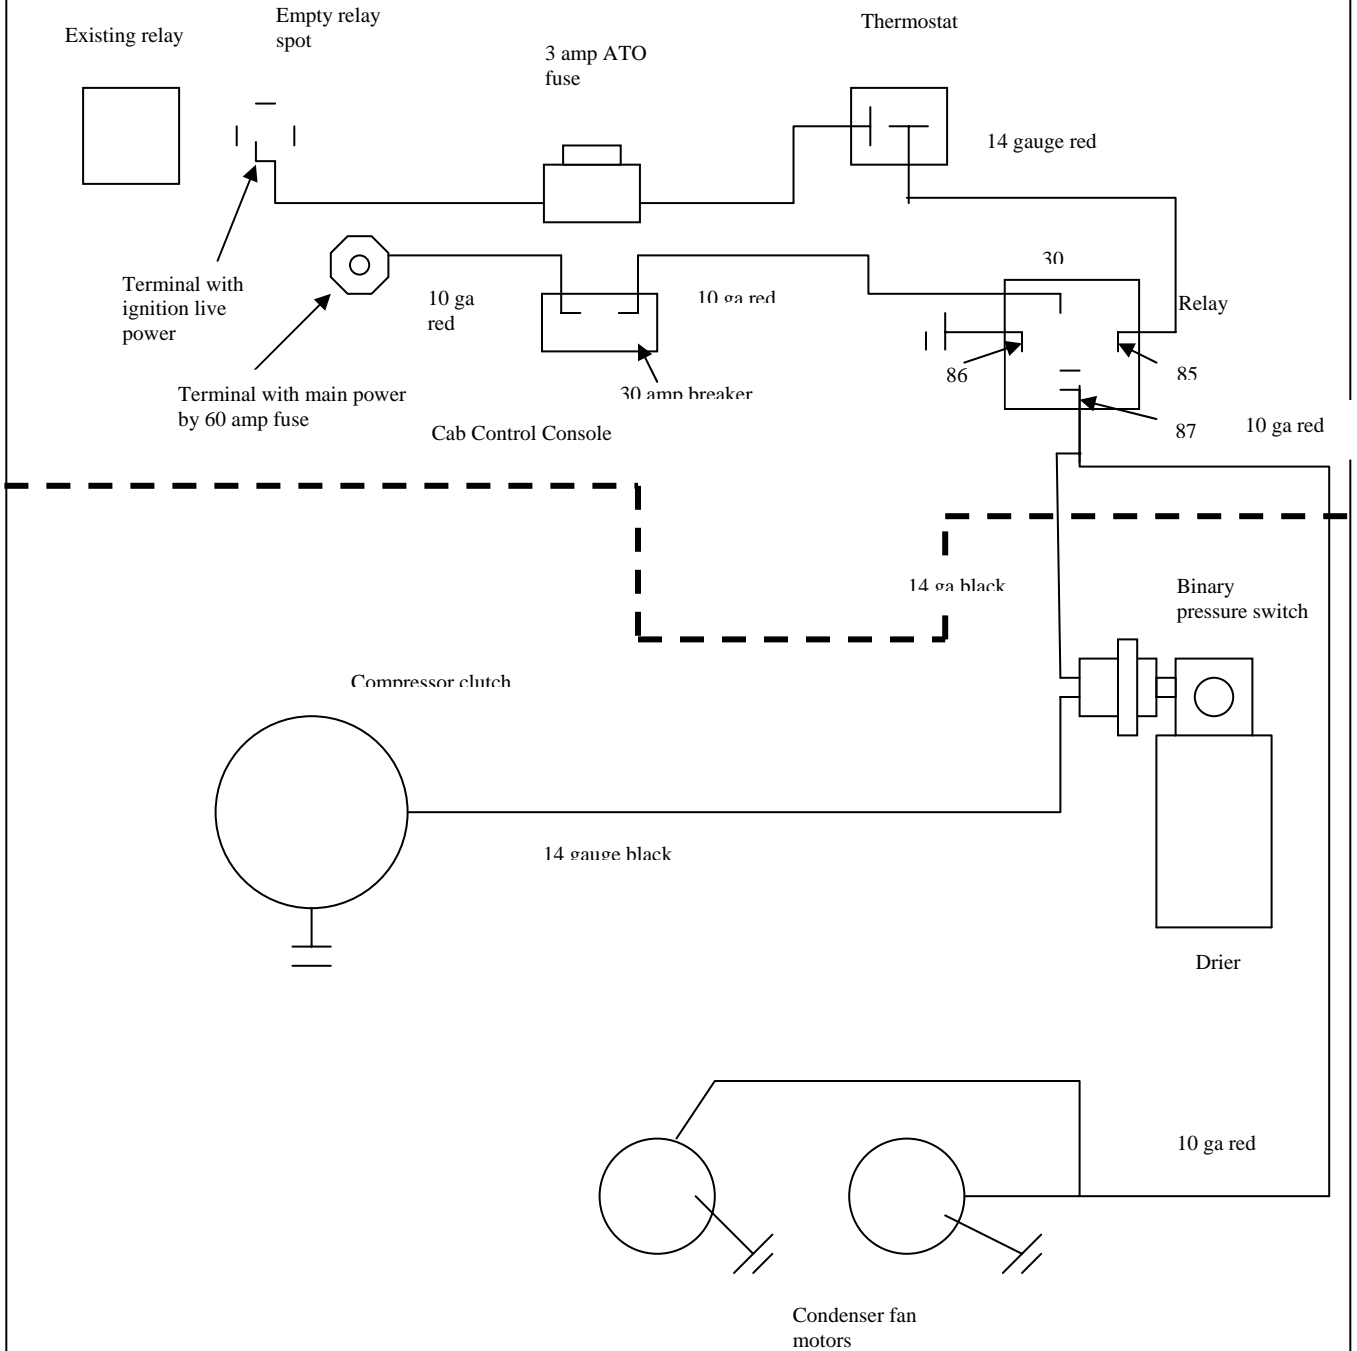 Existing relay
Empty relay
spot
3 amp ATO
fuse
Thermostat
14 gauge red
Terminal with
ignition live
power
10 ga
red
10 ga red
30
Relay
86
85
Terminal with main power
by 60 amp fuse
30 amp breaker
Cab Control Console
87
10 ga red
14 ga black
Binary
pressure switch
Compressor clutch
14 gauge black
Drier
10 ga red
Condenser fan
motors